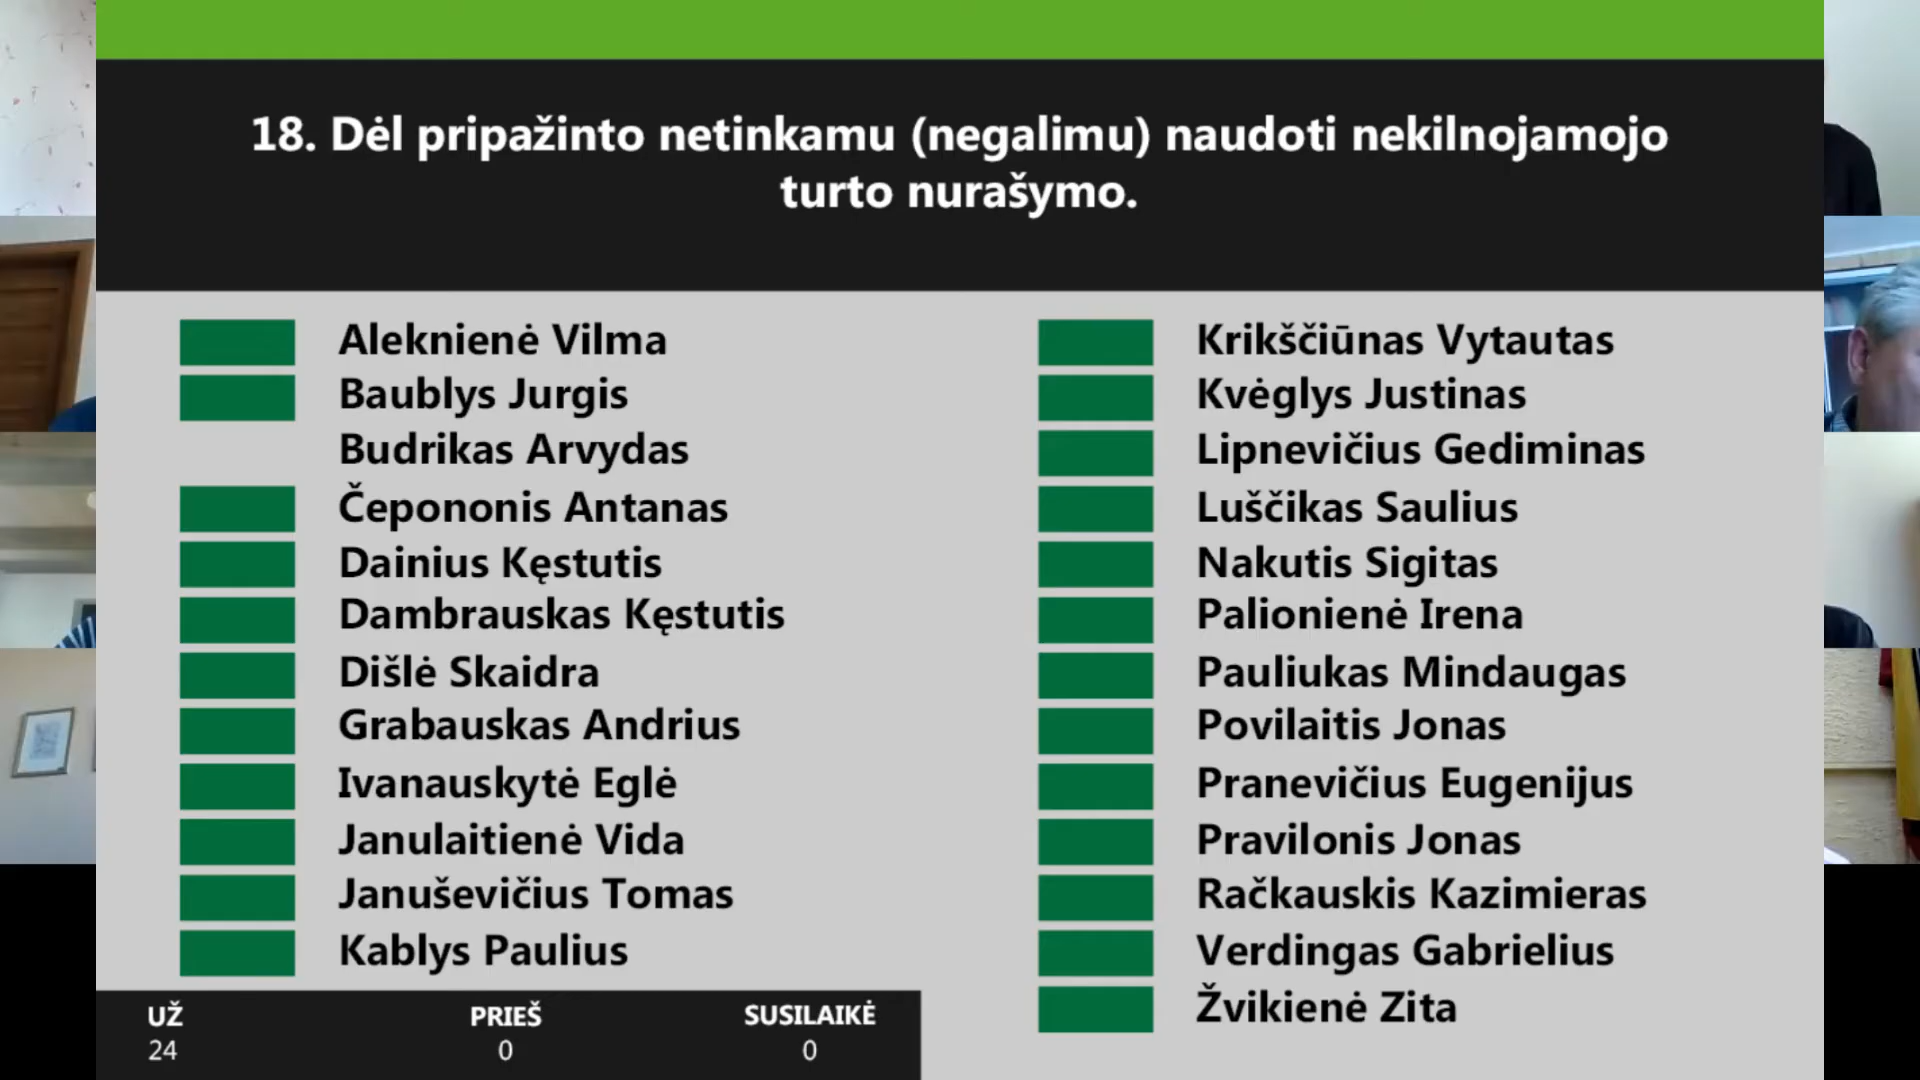 18. Dėl pripažinto netinkamu (negalimu) naudoti nekilnojamojo
turto nurašymo.
Aleknienė Vilma
Baublys Jurgis
Budrikas Arvydas
Čepononis Antanas
Dainius Kęstutis
Dambrauskas Kęstutis
Dišlė Skaidra
Grabauskas Andrius
Ivanauskytė Eglė
Janulaitienė Vida
Januševičius Tomas
Kablys Paulius
Krikščiūnas Vytautas
Kvėglys Justinas
Lipnevičius Gediminas
Luščikas Saulius
Nakutis Sigitas
Palionienė Irena
Pauliukas Mindaugas
Povilaitis Jonas
Pranevičius Eugenijus
Pravilonis Jonas
Račkauskis Kazimieras
Verdingas Gabrielius
Žvikienė Zita
UŽ PRIEŠ SUSILAIKĖ
24 0 0